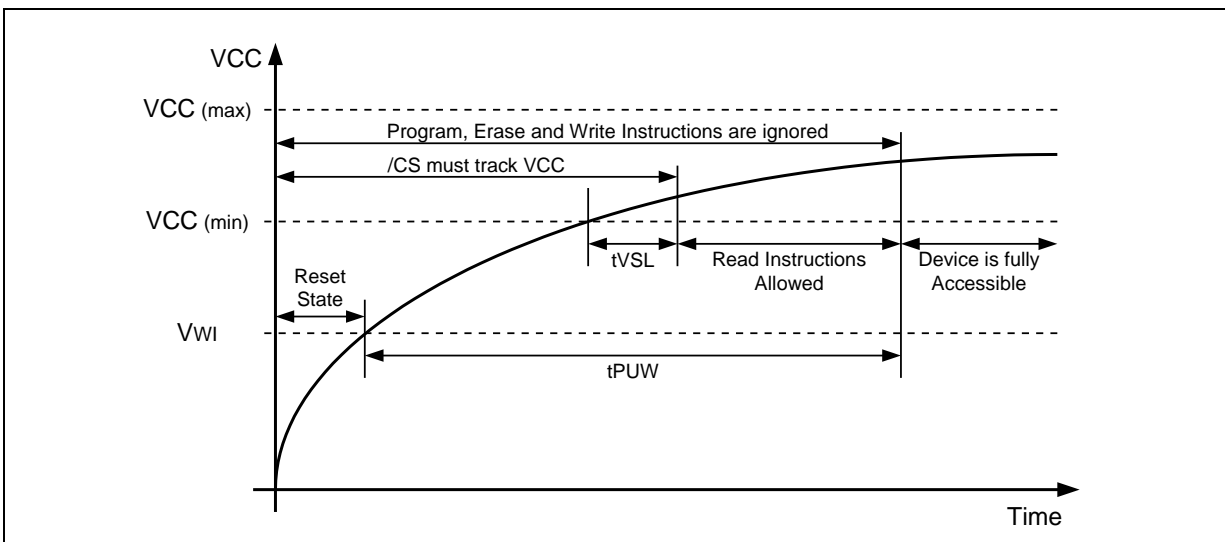 VCC
VCC (max)
Program, Erase and Write Instructions are ignored
/CS must track VCC
VCC (min)
tVSL
Read Instructions
Allowed
Device is fully
Accessible
Reset
State
VWI
tPUW
Time